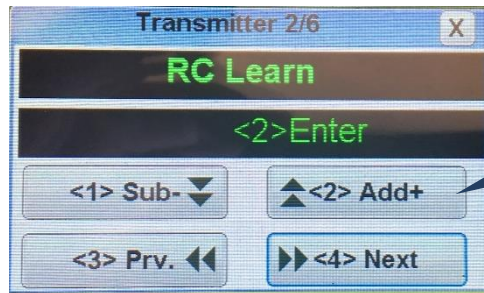 Transmitter 2/6
X
RC Learn
<2>Enter
<1> Sub-
<2> Add+
<3> Prv.
<4> Next